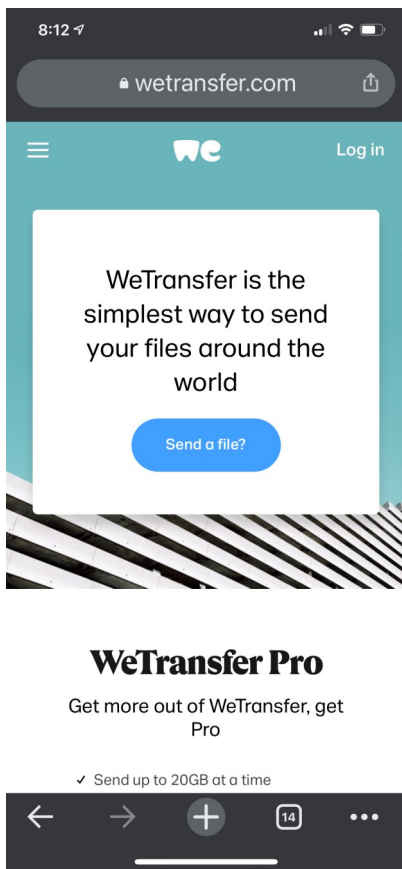 8:12
wetransfer.com
we
Log in
WeTransfer is the
simplest way to send
your files around the
world
Send a file?
WeTransfer Pro
Get more out of WeTransfer, get
Pro
✓ Send up to 20GB at a time
14